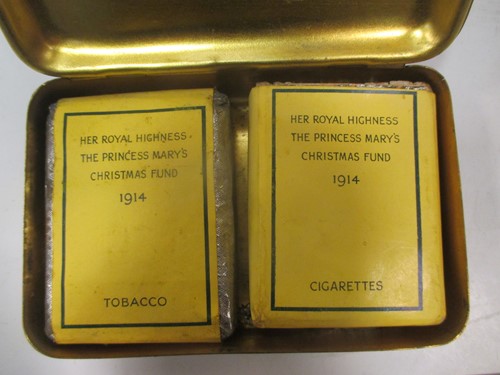 HER ROYAL HIGHNESS
THE PRINCESS MARY'S
CHRISTMAS FUND
1914
TOBACCO
HER ROYAL HIGHNESS
THE PRINCESS MARY'S
CHRISTMAS FUND
1914
CIGARETTES